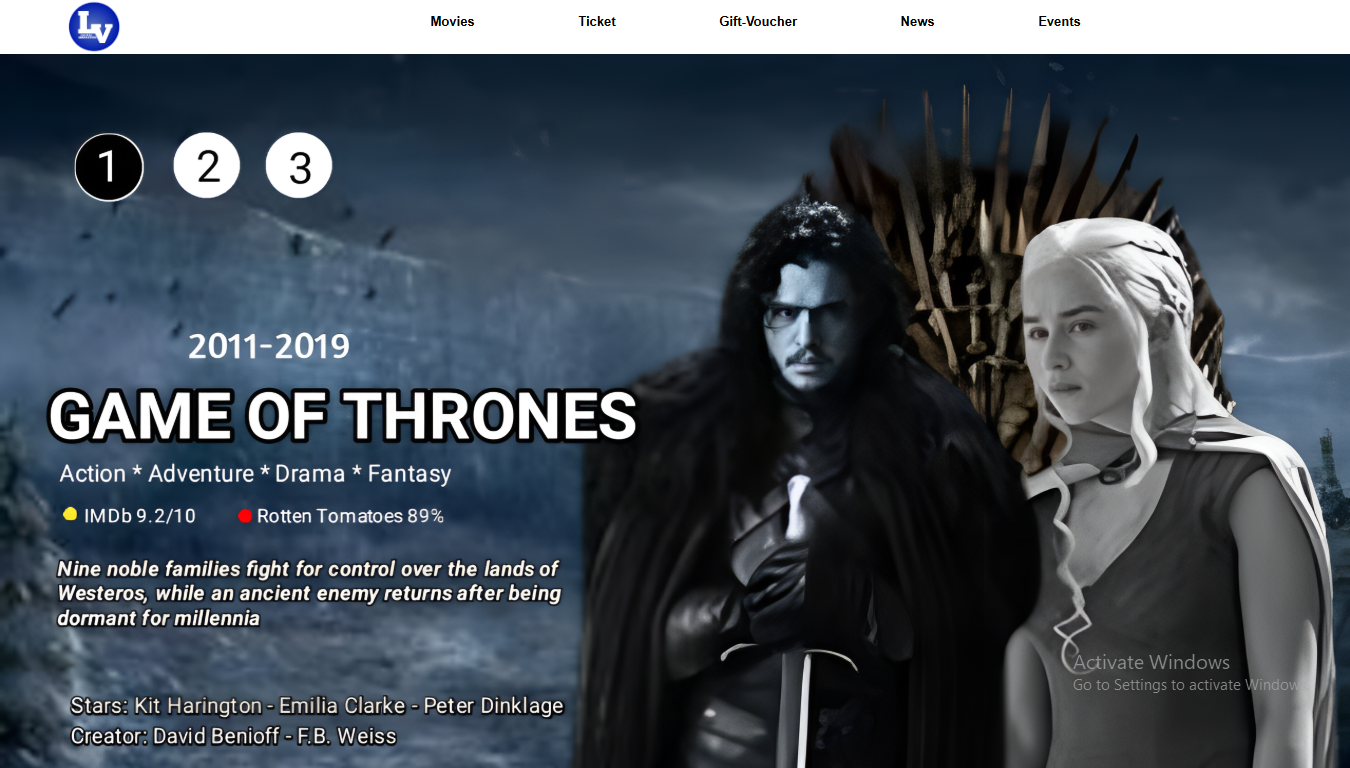 LV
Movies Ticket Gift-Voucher News Events
1 2 3
2011-2019
GAME OF THRONES
Action * Adventure * Drama * Fantasy
IMDb 9.2/10 Rotten Tomatoes 89%
Nine noble families fight for control over the lands of
Westeros, while an ancient enemy returns after being
dormant for millennia
Activate Windows
Go to Settings to activate Windows.
Stars: Kit Harington - Emilia Clarke - Peter Dinklage
Creator: David Benioff - F.B. Weiss